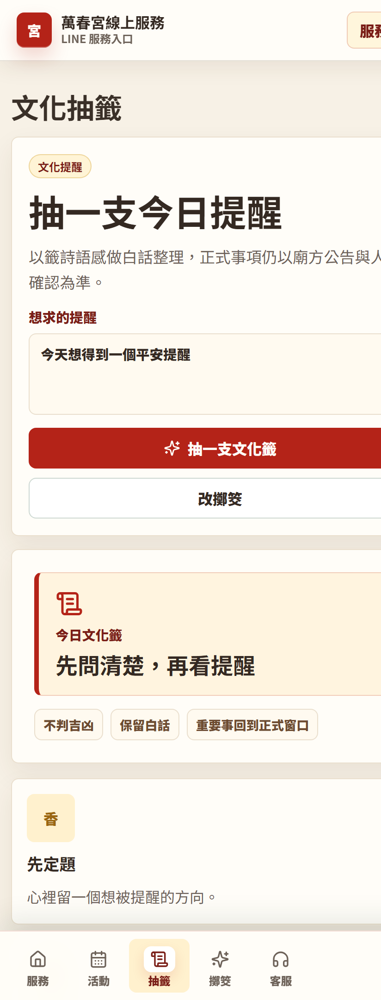 宮
萬春宮線上服務
LINE 服務入口
服務
文化抽籤
文化提醒
抽一支今日提醒
以籤詩語感做白話整理，正式事項仍以廟方公告與人
確認為準。
想求的提醒
今天想得到一個平安提醒
抽一支文化籤
改擲筊
今日文化籤
先問清楚，再看提醒
不判吉凶
保留白話
重要事回到正式窗口
香
先定題
心裡留一個想被提醒的方向。
服務
活動
抽籤
擲筊
客服